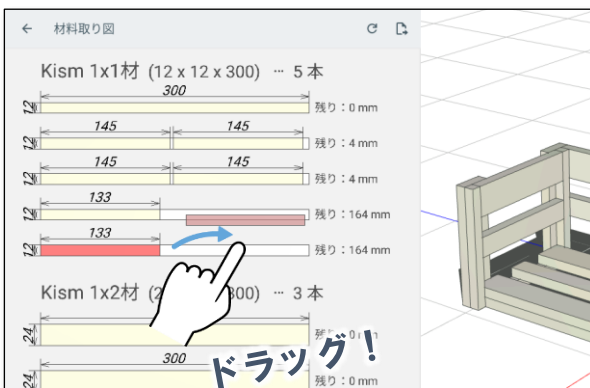 材料取り図
Kism 1x1材 (12 x 12 x 300) … 5 本
300
12 残り：0 mm
145 145
12 残り：4 mm
145 145
12 残り：4 mm
133
12 残り：164 mm
133
12 残り：164 mm
Kism 1x2材 (2 300) … 3 本
24 0 mm
300
24 残り：0 mm
ドラッグ！